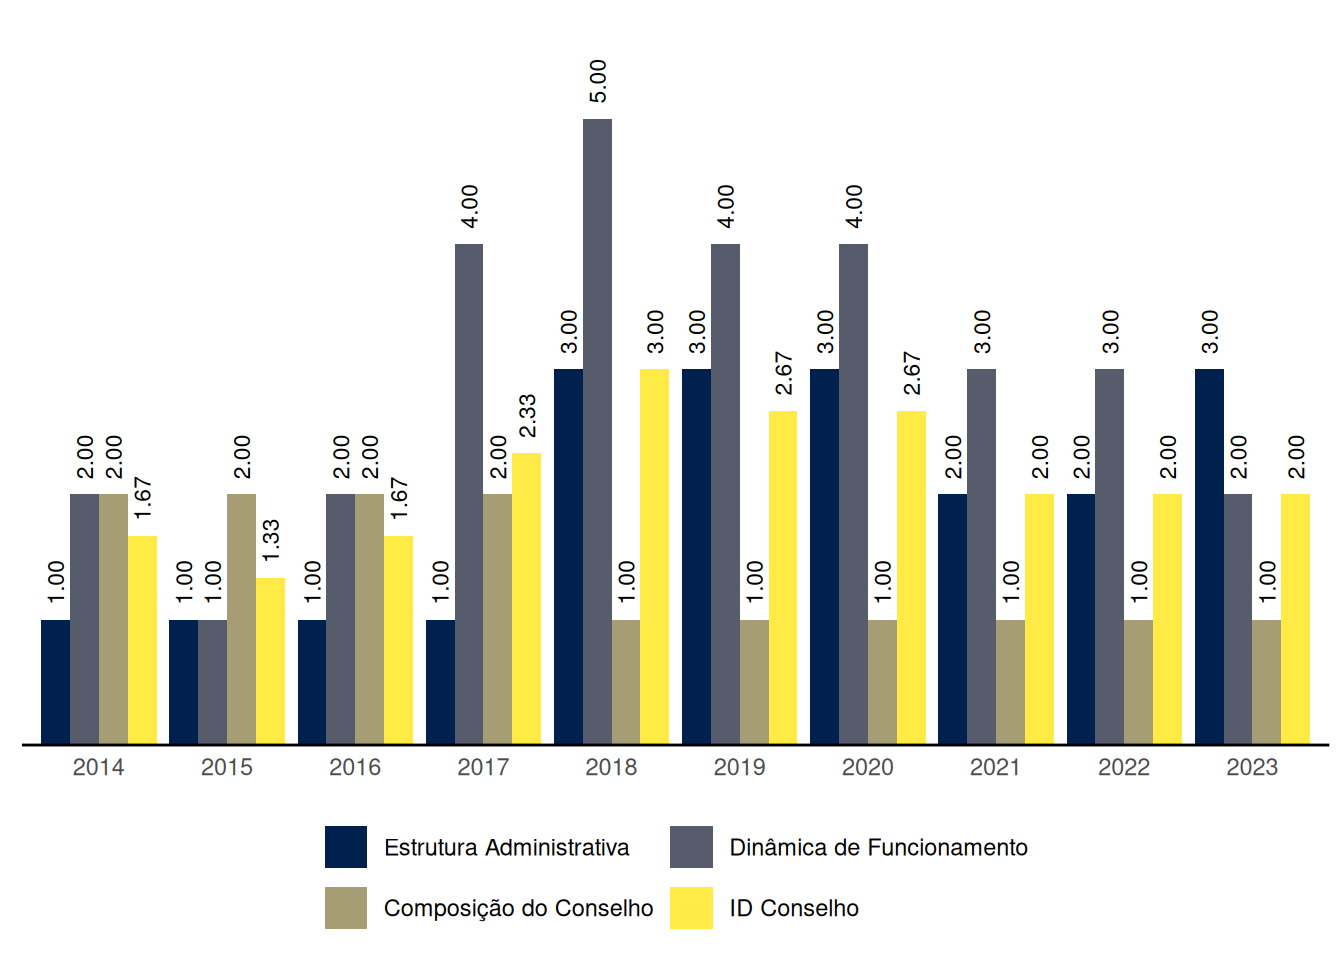 5.00
4.00 4.00 4.00
3.00 3.00 3.00 3.00 3.00 3.00 3.00
2.67 2.67
2.33
2.00 2.00 2.00 2.00 2.00 2.00 2.00 2.00 2.00 2.00 2.00 2.00
1.67 1.67
1.33
1.00 1.00 1.00 1.00 1.00 1.00 1.00 1.00 1.00 1.00 1.00
2014 2015 2016 2017 2018 2019 2020 2021 2022 2023
Estrutura Administrativa Dinâmica de Funcionamento
Composição do Conselho ID Conselho